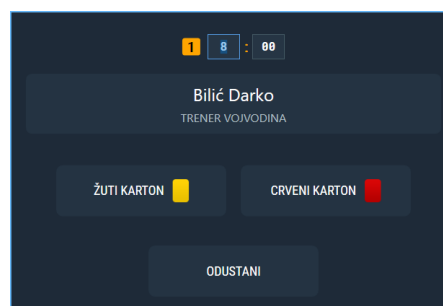 1 8 : 00
Bilić Darko
TRENER VOJVODINA
ŽUTI KARTON CRVENI KARTON
ODUSTANI